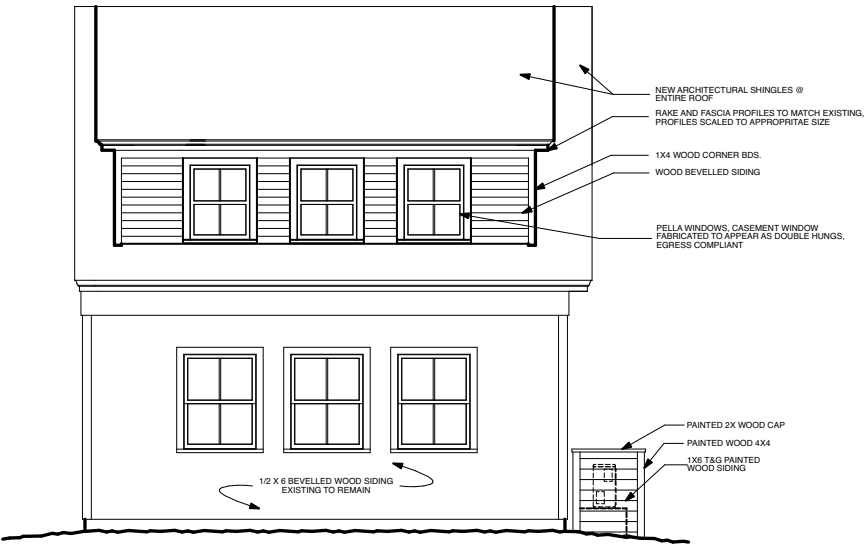 NEW ARCHITECTURAL SHINGLES @
ENTIRE ROOF
RAKE AND FASCIA PROFILES TO MATCH EXISTING,
PROFILES SCALED TO APPROPRITAE SIZE
1X4 WOOD CORNER BDS.
WOOD BEVELLED SIDING
PELLA WINDOWS, CASEMENT WINDOW
FABRICATED TO APPEAR AS DOUBLE HUNGS,
EGRESS COMPLIANT
PAINTED 2X WOOD CAP
PAINTED WOOD 4X4
1X6 T&G PAINTED
WOOD SIDING
1/2 X 6 BEVELLED WOOD SIDING
EXISTING TO REMAIN